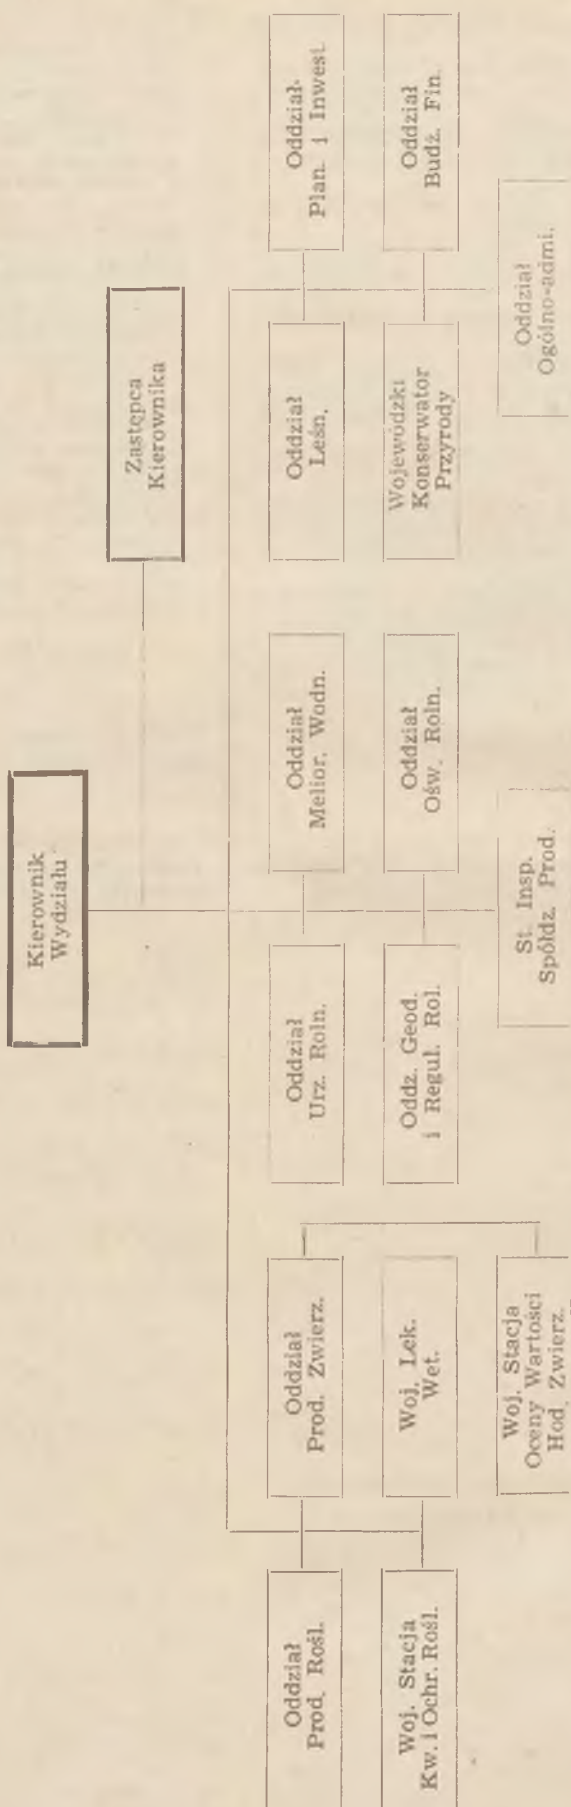 Kierownik
Wydziału
Zastępca
Kierownika
Oddział
Prod. Rośl.
Oddział
Prod. Zwierz.
Oddział
Urz. Roln.
Oddział
Melior. Wodn.
Oddział
Leśn.
Oddział
Plan. i Inwest.
Woj. Stacja
Kw. i Ochr. Rośl.
Woj. Lek.
Wet.
Oddz. Geod.
i Regul. Rol.
Oddział
Ośw. Roln.
Wojewódzki
Konserwator
Przyrody
Oddział
Budż. Fin.
Woj. Stacja
Oceny Wartości
Hod. Zwierz.
St. Insp.
Spółdz. Prod.
Oddział
Ogólno-admi.